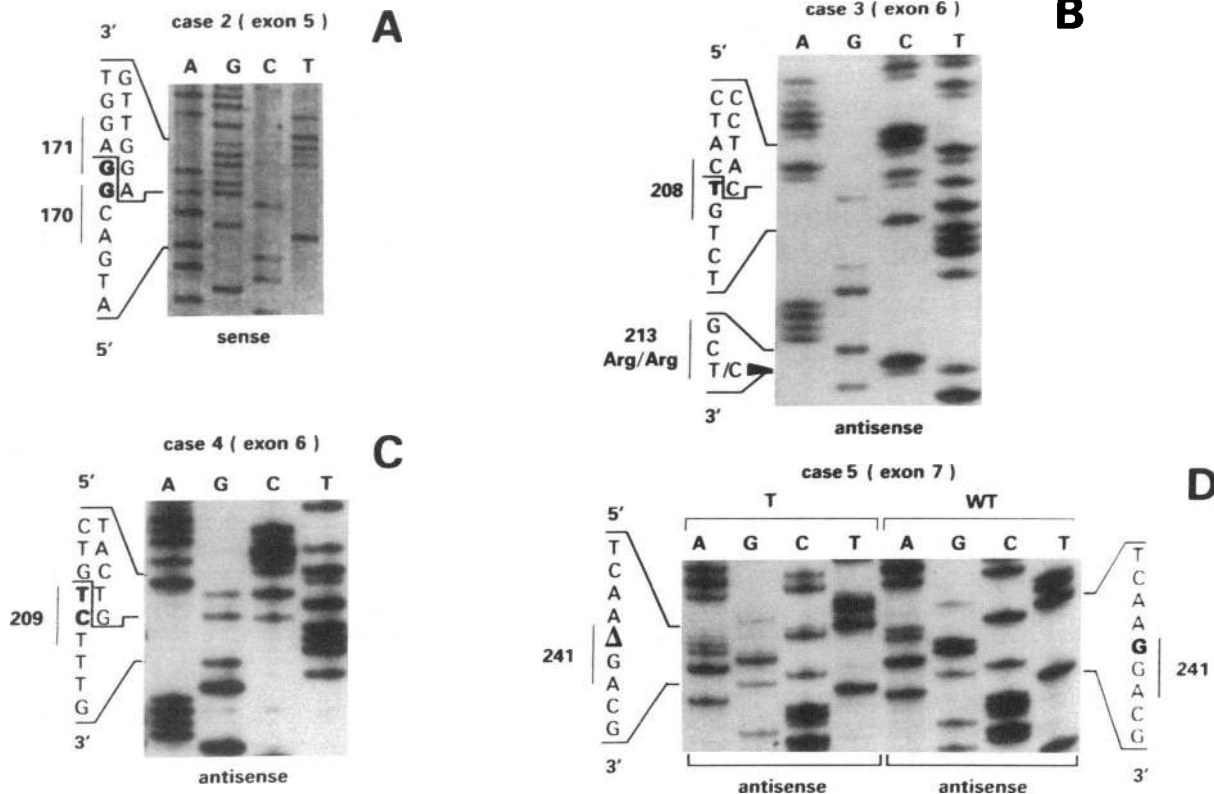 A
case 2 ( exon 5 )
3′
A G C T
T G
G T
G T
171
A G
G G
G A
170
C
A
G
T
A
5′
sense
B
case 3 ( exon 6 )
5′
A G C T
C C
T C
A T
C A
208
T C
G
T
C
T
213
Arg/Arg
G
C
T/C
3′
antisense
C
case 4 ( exon 6 )
5′
A G C T
C T
T A
G C
T T
209
C G
T
T
T
G
3′
antisense
D
case 5 ( exon 7 )
T WT
5′
A G C T A G C T
T
C
A
A
Δ
241
G
A
C
G
3′
T
C
A
A
G
241
G
A
C
G
3′
antisense antisense